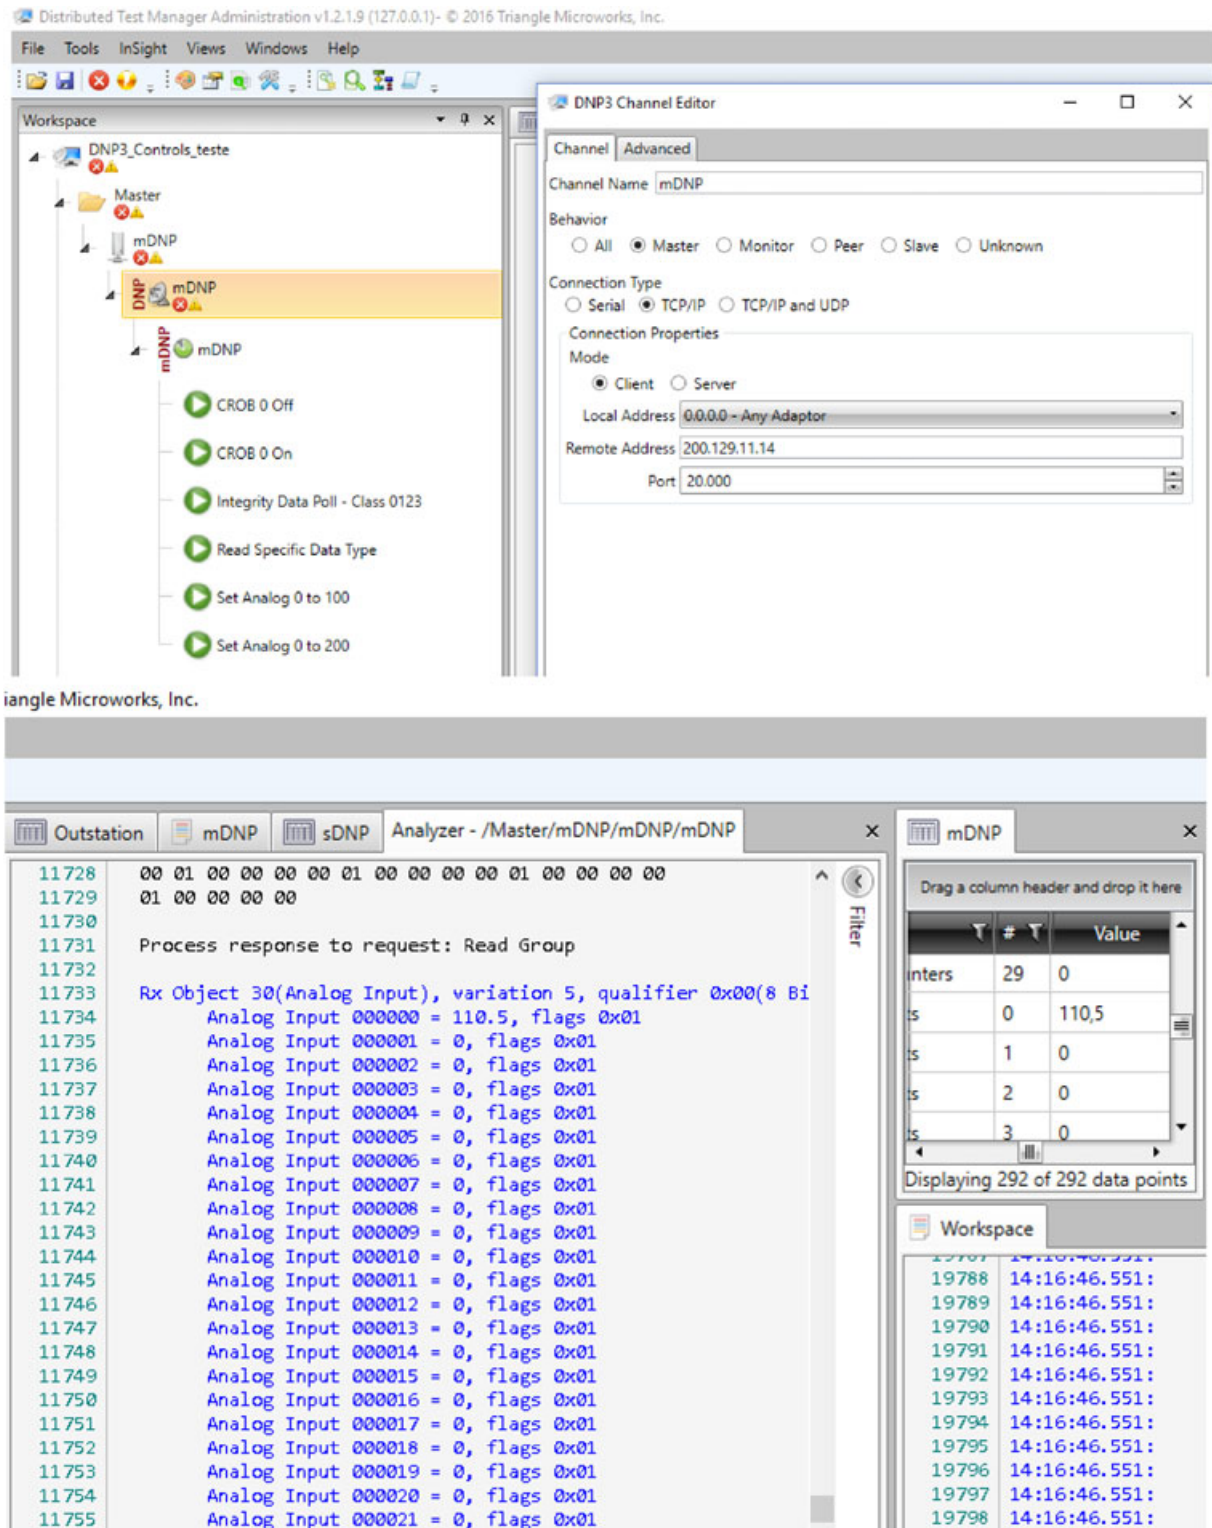 Distributed Test Manager Administration v1.2.1.9 (127.0.0.1)- © 2016 Triangle Microworks, Inc.
File Tools InSight Views Windows Help
Workspace
DNP3_Controls_teste
Master
mDNP
DNP mDNP
mDNP mDNP
CROB 0 Off
CROB 0 On
Integrity Data Poll - Class 0123
Read Specific Data Type
Set Analog 0 to 100
Set Analog 0 to 200
DNP3 Channel Editor
Channel Advanced
Channel Name mDNP
Behavior
All Master Monitor Peer Slave Unknown
Connection Type
Serial TCP/IP TCP/IP and UDP
Connection Properties
Mode
Client Server
Local Address 0.0.0.0 - Any Adaptor
Remote Address 200.129.11.14
Port 20.000
iangle Microworks, Inc.
Outstation mDNP sDNP Analyzer - /Master/mDNP/mDNP/mDNP
11728 00 01 00 00 00 00 01 00 00 00 00 01 00 00 00 00
11729 01 00 00 00 00
11730
11731 Process response to request: Read Group
11732
11733 Rx Object 30(Analog Input), variation 5, qualifier 0x00(8 Bi
11734 Analog Input 000000 = 110.5, flags 0x01
11735 Analog Input 000001 = 0, flags 0x01
11736 Analog Input 000002 = 0, flags 0x01
11737 Analog Input 000003 = 0, flags 0x01
11738 Analog Input 000004 = 0, flags 0x01
11739 Analog Input 000005 = 0, flags 0x01
11740 Analog Input 000006 = 0, flags 0x01
11741 Analog Input 000007 = 0, flags 0x01
11742 Analog Input 000008 = 0, flags 0x01
11743 Analog Input 000009 = 0, flags 0x01
11744 Analog Input 000010 = 0, flags 0x01
11745 Analog Input 000011 = 0, flags 0x01
11746 Analog Input 000012 = 0, flags 0x01
11747 Analog Input 000013 = 0, flags 0x01
11748 Analog Input 000014 = 0, flags 0x01
11749 Analog Input 000015 = 0, flags 0x01
11750 Analog Input 000016 = 0, flags 0x01
11751 Analog Input 000017 = 0, flags 0x01
11752 Analog Input 000018 = 0, flags 0x01
11753 Analog Input 000019 = 0, flags 0x01
11754 Analog Input 000020 = 0, flags 0x01
11755 Analog Input 000021 = 0, flags 0x01
Filter
mDNP
Drag a column header and drop it here
# Value
inters 29 0
ts 0 110,5
ts 1 0
ts 2 0
ts 3 0
Displaying 292 of 292 data points
Workspace
19788 14:16:46.551:
19789 14:16:46.551:
19790 14:16:46.551:
19791 14:16:46.551:
19792 14:16:46.551:
19793 14:16:46.551:
19794 14:16:46.551:
19795 14:16:46.551:
19796 14:16:46.551:
19797 14:16:46.551:
19798 14:16:46.551: